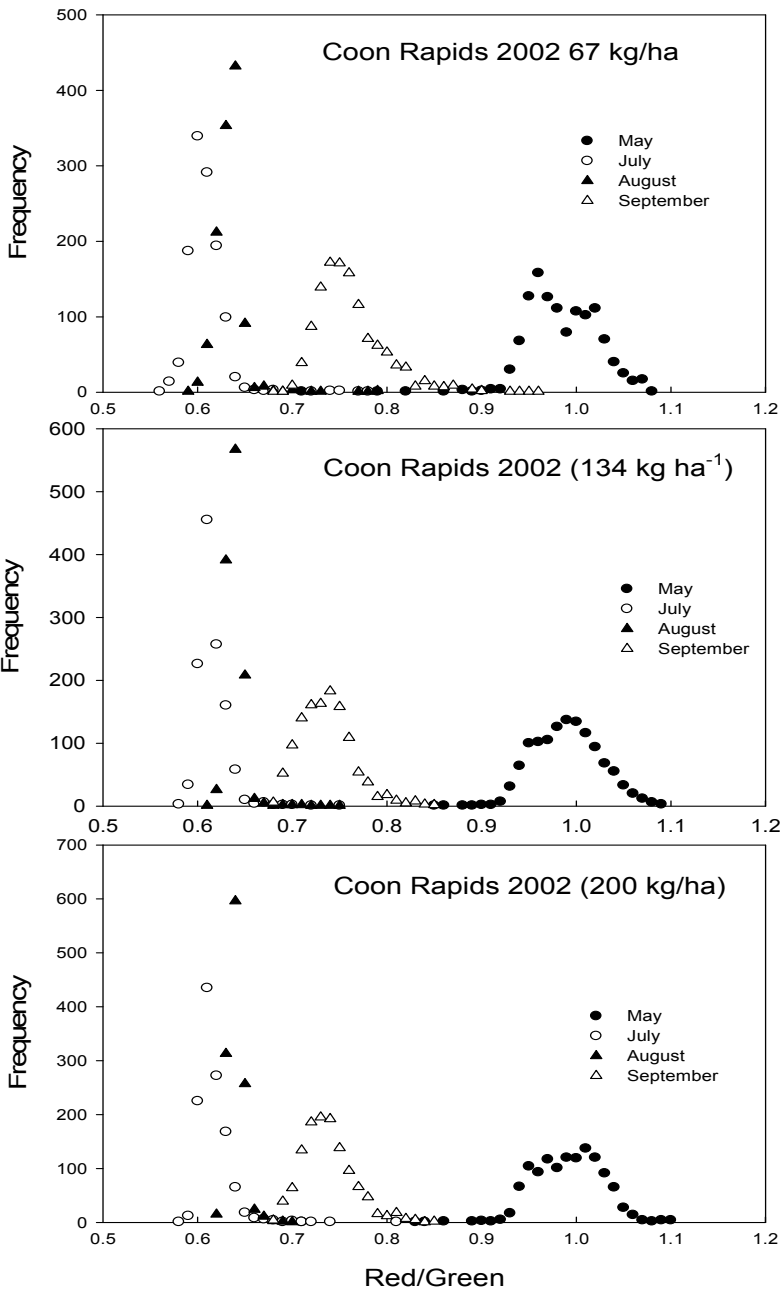 Coon Rapids 2002 67 kg/ha
Frequency
500
400
300
200
100
0
May
July
August
September
0.5 0.6 0.7 0.8 0.9 1.0 1.1 1.2
Coon Rapids 2002 (134 kg ha⁻¹)
Frequency
600
500
400
300
200
100
0
May
July
August
September
0.5 0.6 0.7 0.8 0.9 1.0 1.1 1.2
Coon Rapids 2002 (200 kg/ha)
Frequency
700
600
500
400
300
200
100
0
May
July
August
September
0.5 0.6 0.7 0.8 0.9 1.0 1.1 1.2
Red/Green